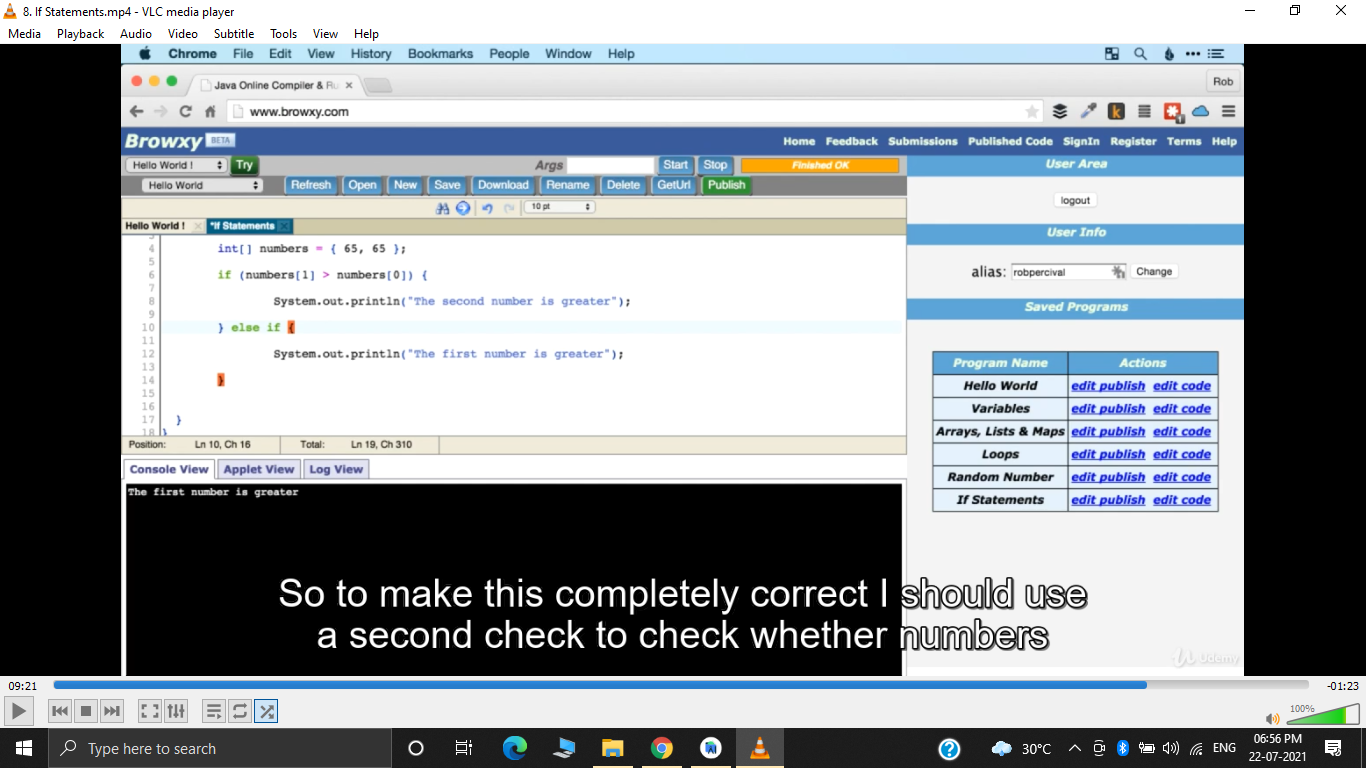 8. If Statements.mp4 - VLC media player
Media Playback Audio Video Subtitle Tools View Help
Chrome File Edit View History Bookmarks People Window Help
Java Online Compiler & Ru
Rob
www.browxy.com
Browxy BETA
Home Feedback Submissions Published Code SignIn Register Terms Help
Hello World ! Try Args Start Stop Finished OK
Hello World Refresh Open New Save Download Rename Delete GetUrl Publish
10 pt
Hello World ! *If Statements
4 int[] numbers = { 65, 65 };
5
6 if (numbers[1] > numbers[0]) {
7
8 System.out.println("The second number is greater");
9
10 } else if {
11
12 System.out.println("The first number is greater");
13
14 }
15
16
17 }
18 }
Position: Ln 10, Ch 16 Total: Ln 19, Ch 310
Console View Applet View Log View
The first number is greater
User Area
logout
User Info
alias: robpercival Change
Saved Programs
Program Name Actions
Hello World edit publish edit code
Variables edit publish edit code
Arrays, Lists & Maps edit publish edit code
Loops edit publish edit code
Random Number edit publish edit code
If Statements edit publish edit code
So to make this completely correct I should use
a second check to check whether numbers
Udemy
09:21 -01:23
100%
Type here to search
30°C ENG
06:56 PM
22-07-2021